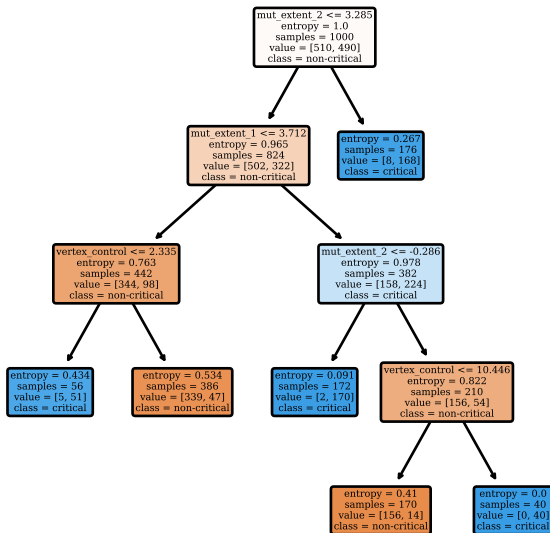 mut_extent_2 <= 3.285
entropy = 1.0
samples = 1000
value = [510, 490]
class = non-critical
mut_extent_1 <= 3.712
entropy = 0.965
samples = 824
value = [502, 322]
class = non-critical
entropy = 0.267
samples = 176
value = [8, 168]
class = critical
vertex_control <= 2.335
entropy = 0.763
samples = 442
value = [344, 98]
class = non-critical
mut_extent_2 <= -0.286
entropy = 0.978
samples = 382
value = [158, 224]
class = critical
entropy = 0.434
samples = 56
value = [5, 51]
class = critical
entropy = 0.534
samples = 386
value = [339, 47]
class = non-critical
entropy = 0.091
samples = 172
value = [2, 170]
class = critical
vertex_control <= 10.446
entropy = 0.822
samples = 210
value = [156, 54]
class = non-critical
entropy = 0.41
samples = 170
value = [156, 14]
class = non-critical
entropy = 0.0
samples = 40
value = [0, 40]
class = critical